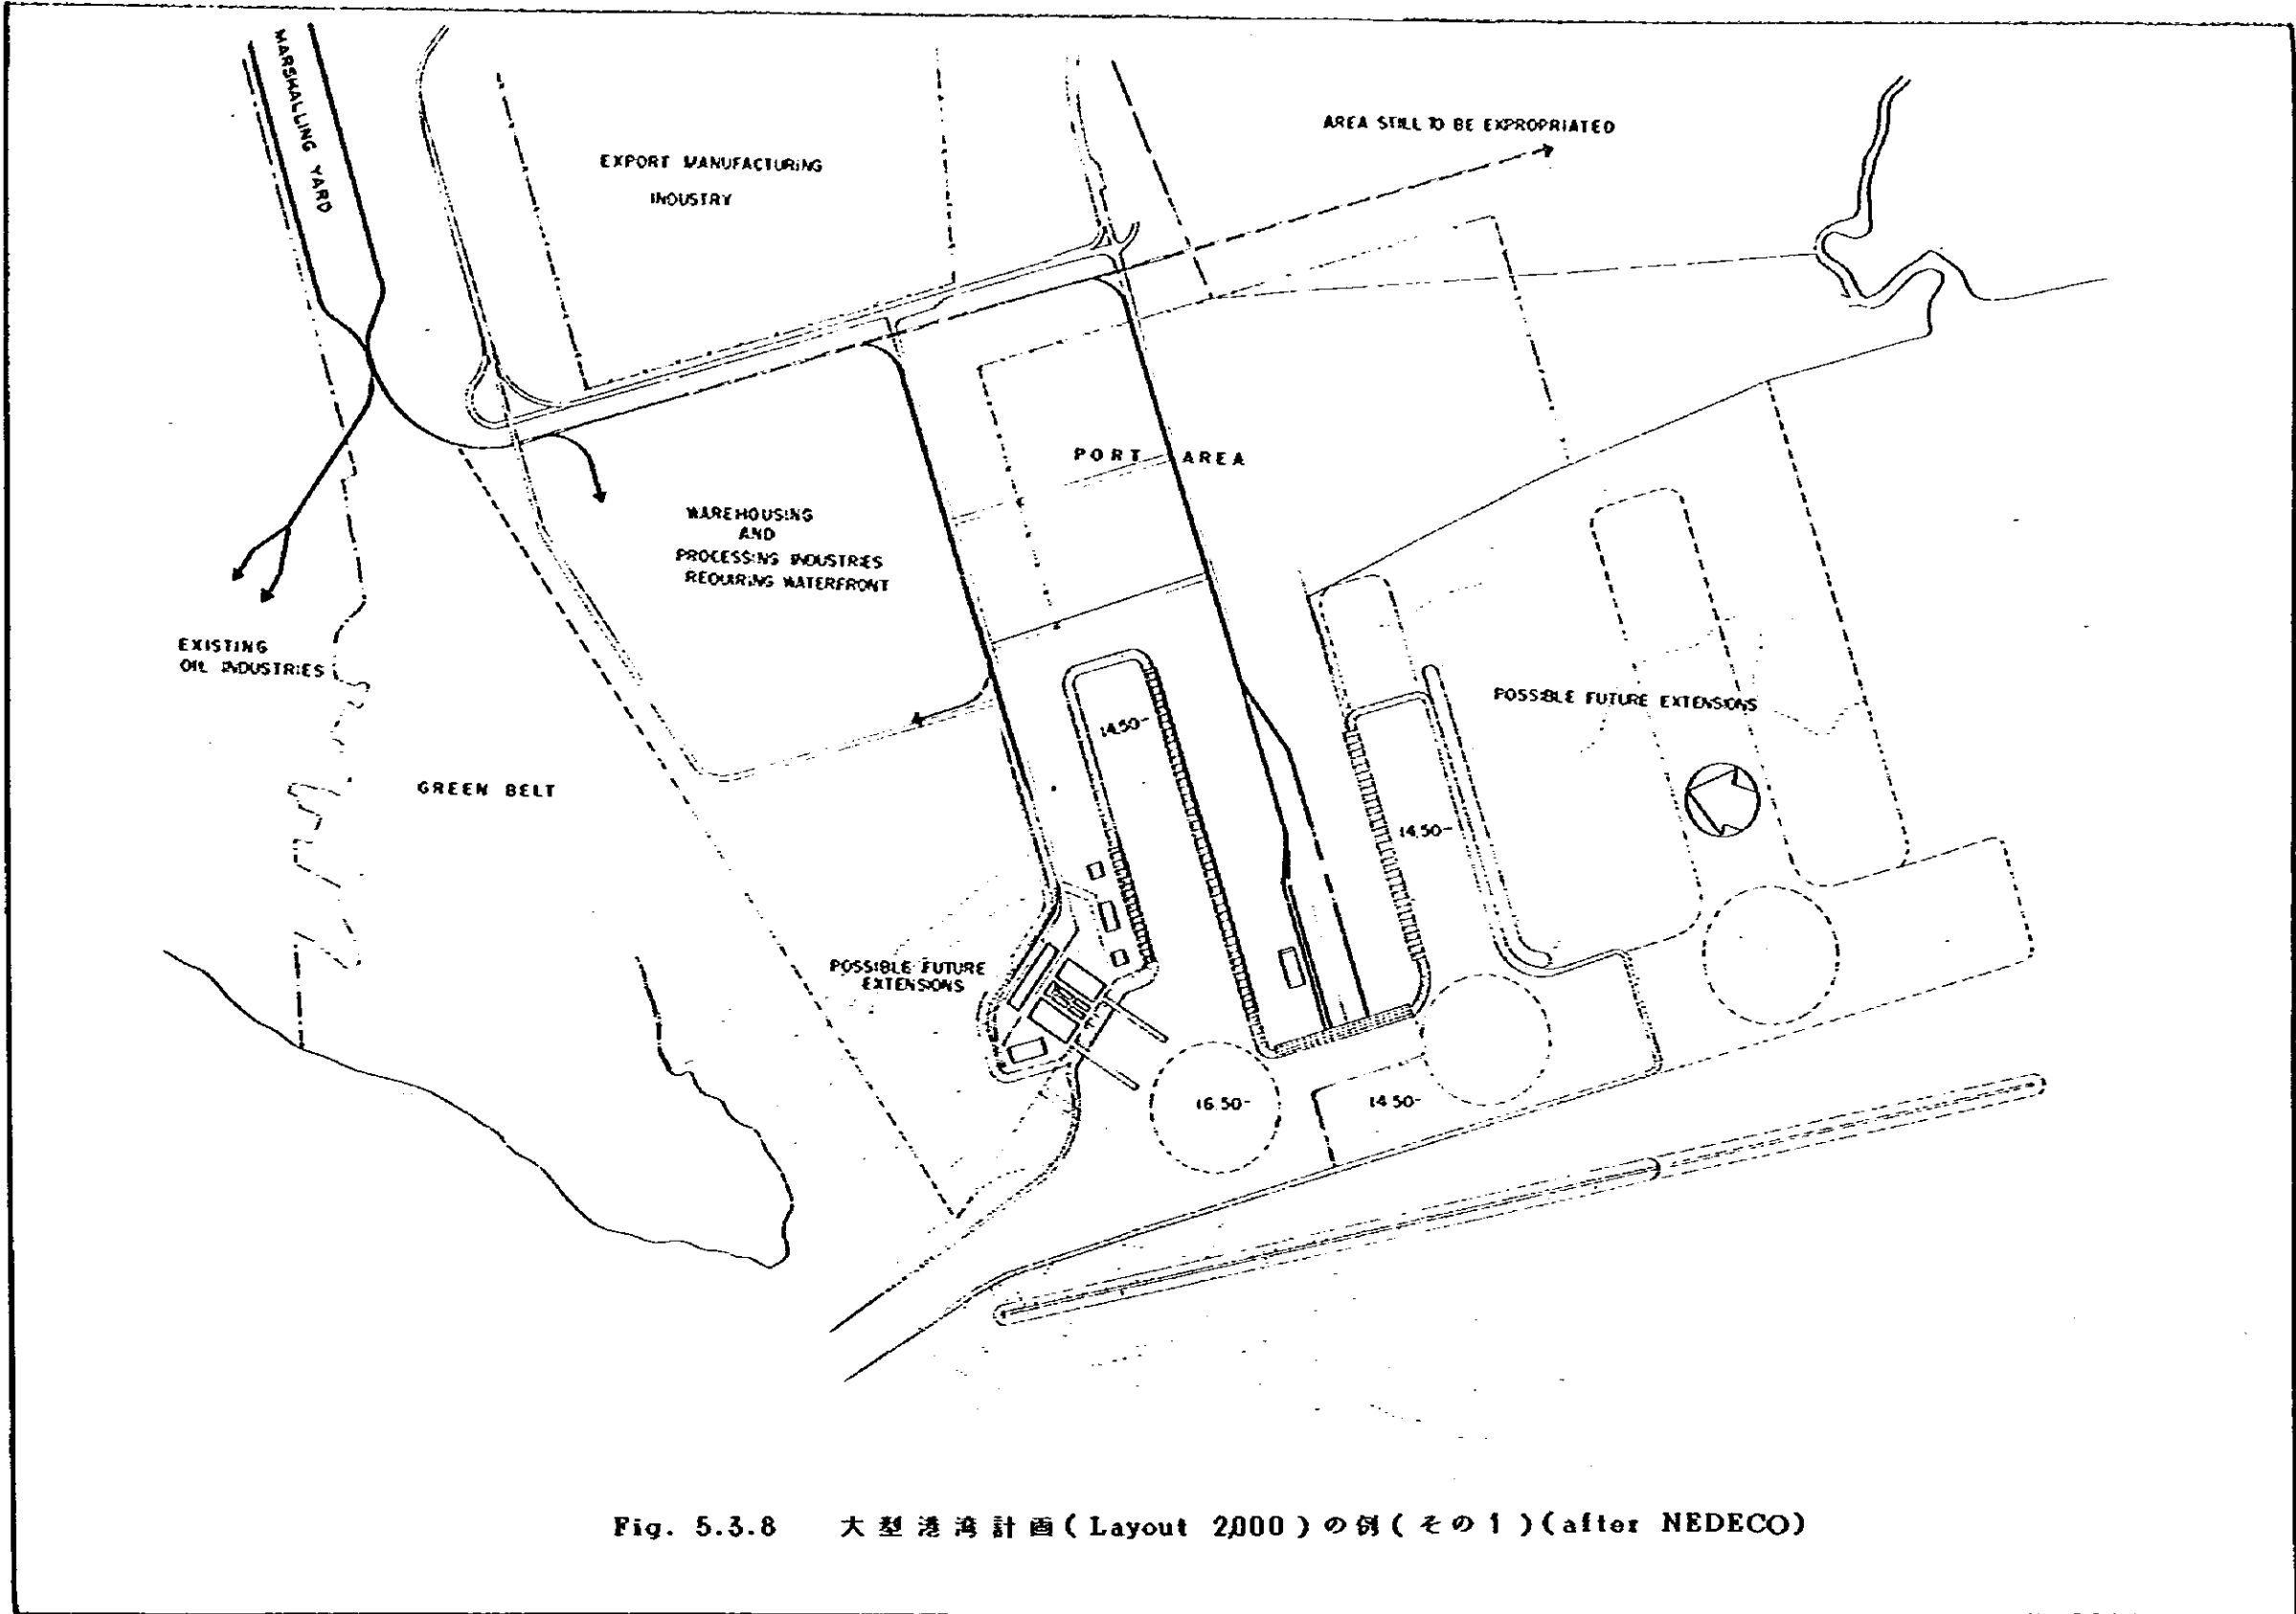 MARSHALLING YARD
AREA STILL TO BE EXPROPRIATED
EXPORT MANUFACTURING
INDUSTRY
PORT AREA
WAREHOUSING
AND
PROCESSING INDUSTRIES
REQUIRING WATERFRONT
EXISTING
OIL INDUSTRIES
POSSIBLE FUTURE EXTENSIONS
14.50-
GREEN BELT
14.50-
POSSIBLE FUTURE
EXTENSIONS
16.50-
14.50-
Fig. 5.3.8 大型港湾計画(Layout 2,000)の例(その1)(after NEDECO)